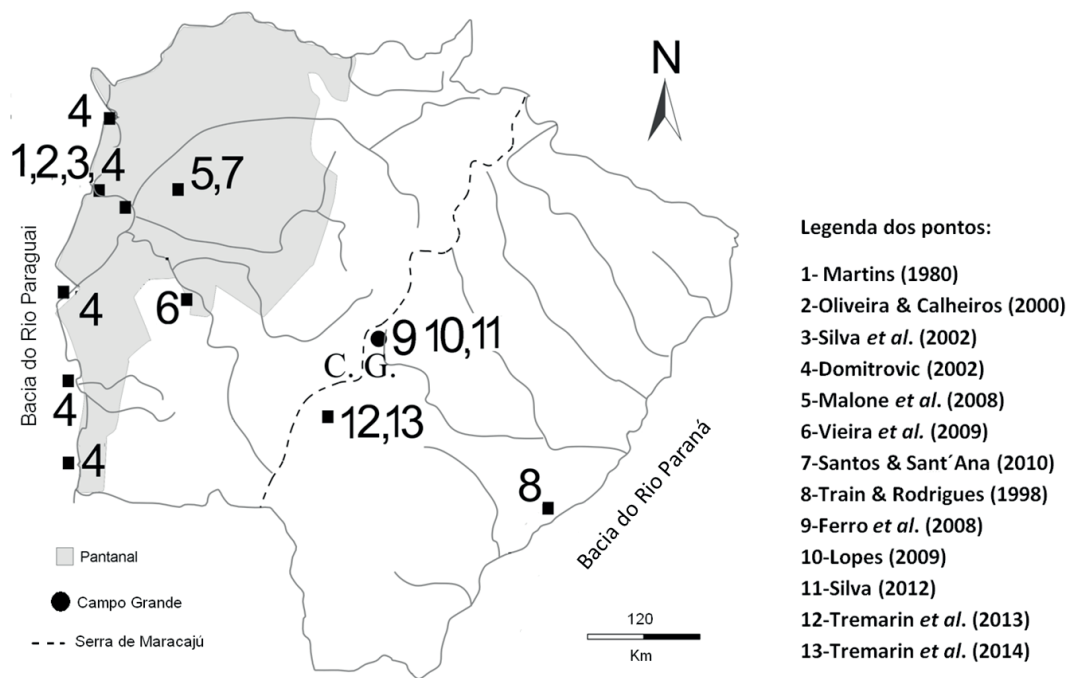 N
4
1,2,3, 4
5,7
4
6
9 10,11
C. G.
4
12,13
4
8
Bacia do Rio Paraguai
Bacia do Rio Paraná
Pantanal
Campo Grande
Serra de Maracajú
120
Km
Legenda dos pontos:
1- Martins (1980)
2-Oliveira & Calheiros (2000)
3-Silva et al. (2002)
4-Domitrovic (2002)
5-Malone et al. (2008)
6-Vieira et al. (2009)
7-Santos & Sant´Ana (2010)
8-Train & Rodrigues (1998)
9-Ferro et al. (2008)
10-Lopes (2009)
11-Silva (2012)
12-Tremarin et al. (2013)
13-Tremarin et al. (2014)